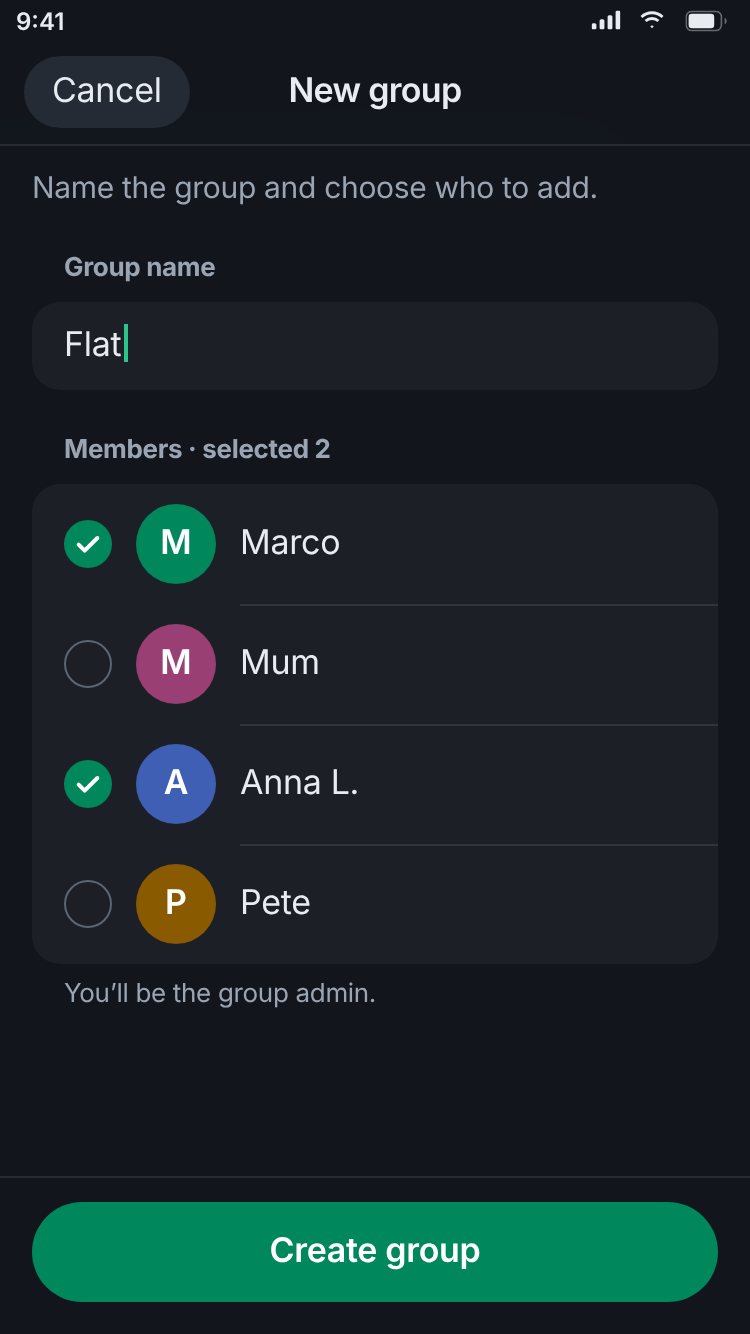 9:41
Cancel
New group
Name the group and choose who to add.
Group name
Flat
Members · selected 2
M Marco
M Mum
A Anna L.
P Pete
You’ll be the group admin.
Create group